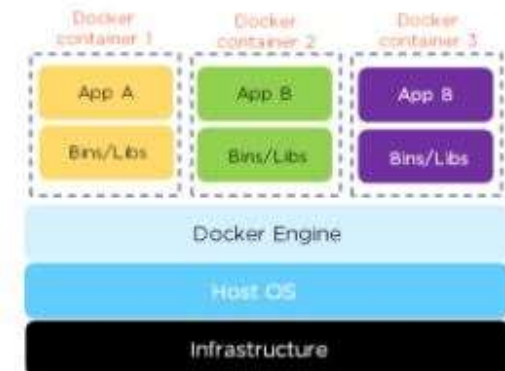 Docker
container 1
Docker
container 2
Docker
container 3
App A
App B
App B
Bins/Libs
Bins/Libs
Bins/Libs
Docker Engine
Host OS
Infrastructure